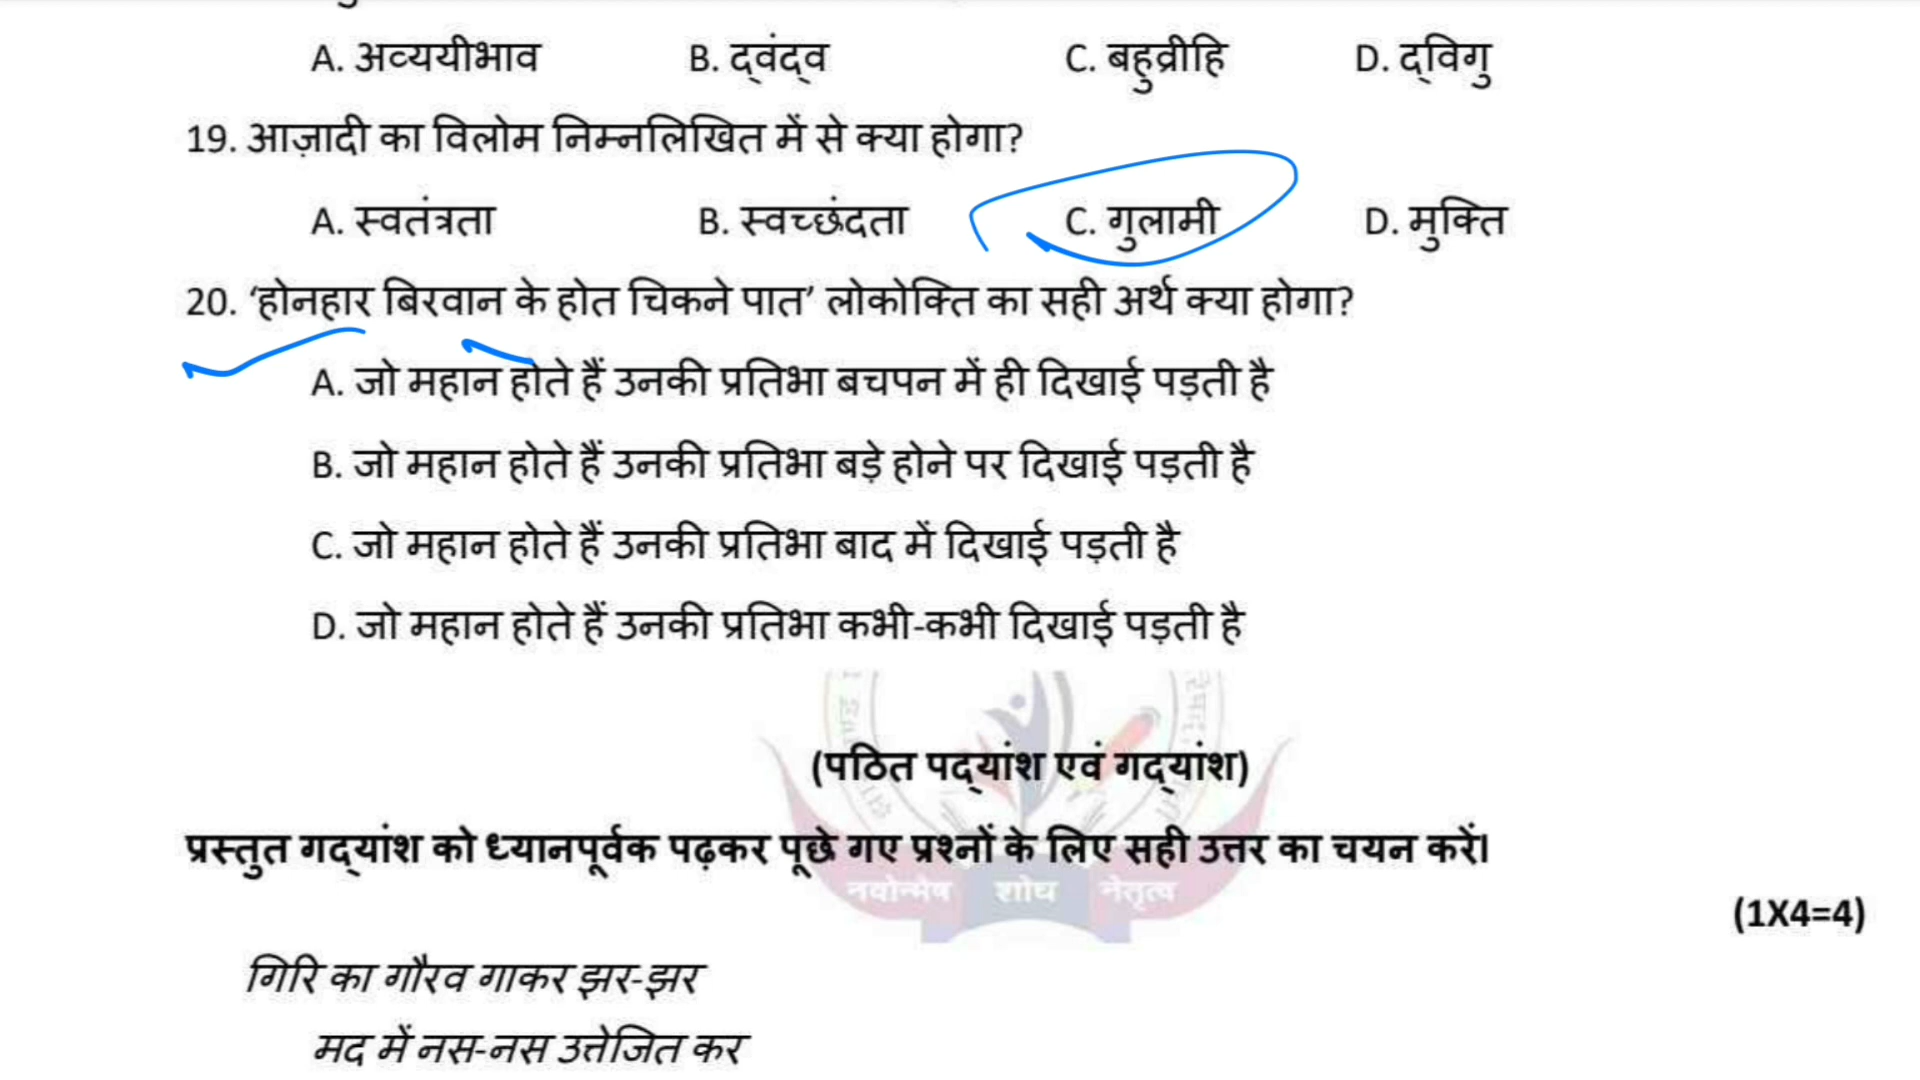 A. अव्ययीभाव B. द्वंद्व C. बहुव्रीहि D. द्विगु
19. आज़ादी का विलोम निम्नलिखित में से क्या होगा?
A. स्वतंत्रता B. स्वच्छंदता C. गुलामी D. मुक्ति
20. ‘होनहार बिरवान के होत चिकने पात’ लोकोक्ति का सही अर्थ क्या होगा?
A. जो महान होते हैं उनकी प्रतिभा बचपन में ही दिखाई पड़ती है
B. जो महान होते हैं उनकी प्रतिभा बड़े होने पर दिखाई पड़ती है
C. जो महान होते हैं उनकी प्रतिभा बाद में दिखाई पड़ती है
D. जो महान होते हैं उनकी प्रतिभा कभी-कभी दिखाई पड़ती है
(पठित पद्यांश एवं गद्यांश)
प्रस्तुत गद्यांश को ध्यानपूर्वक पढ़कर पूछे गए प्रश्नों के लिए सही उत्तर का चयन करें।
नवोन्मेष शोध नेतृत्व
(1X4=4)
गिरि का गौरव गाकर झर-झर
मद में नस-नस उत्तेजित कर